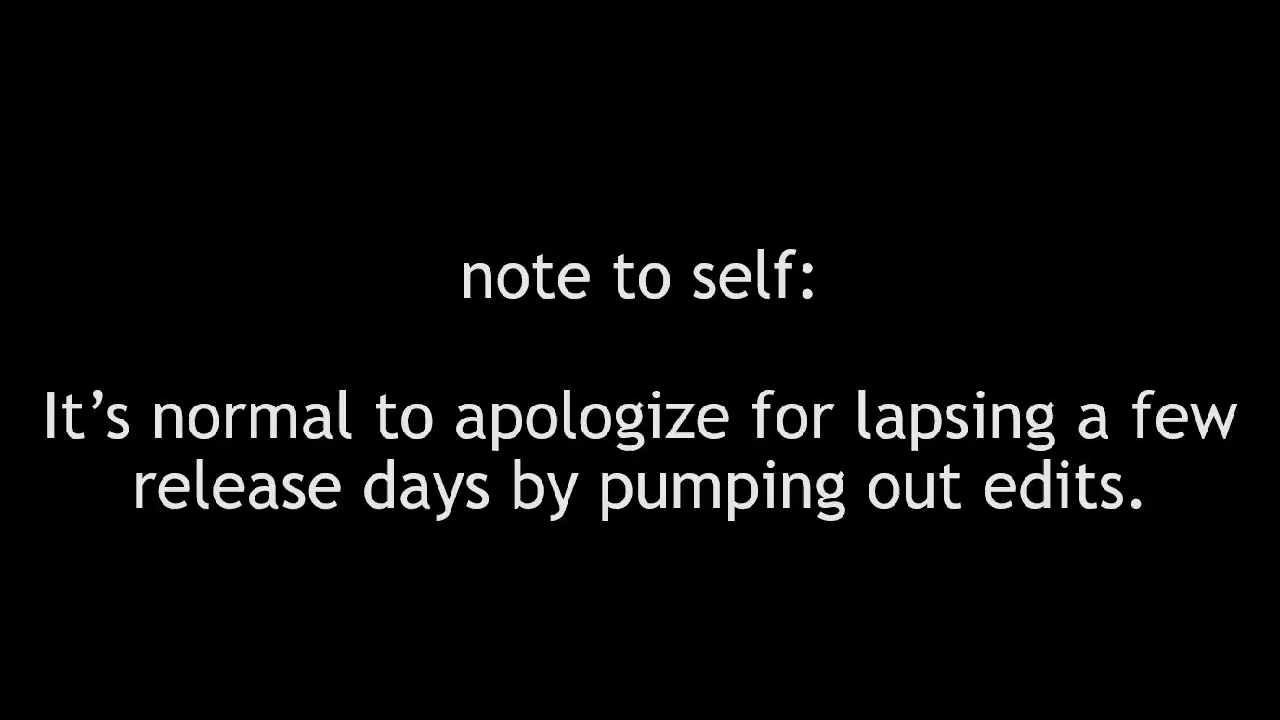 note to self:
It’s normal to apologize for lapsing a few
release days by pumping out edits.